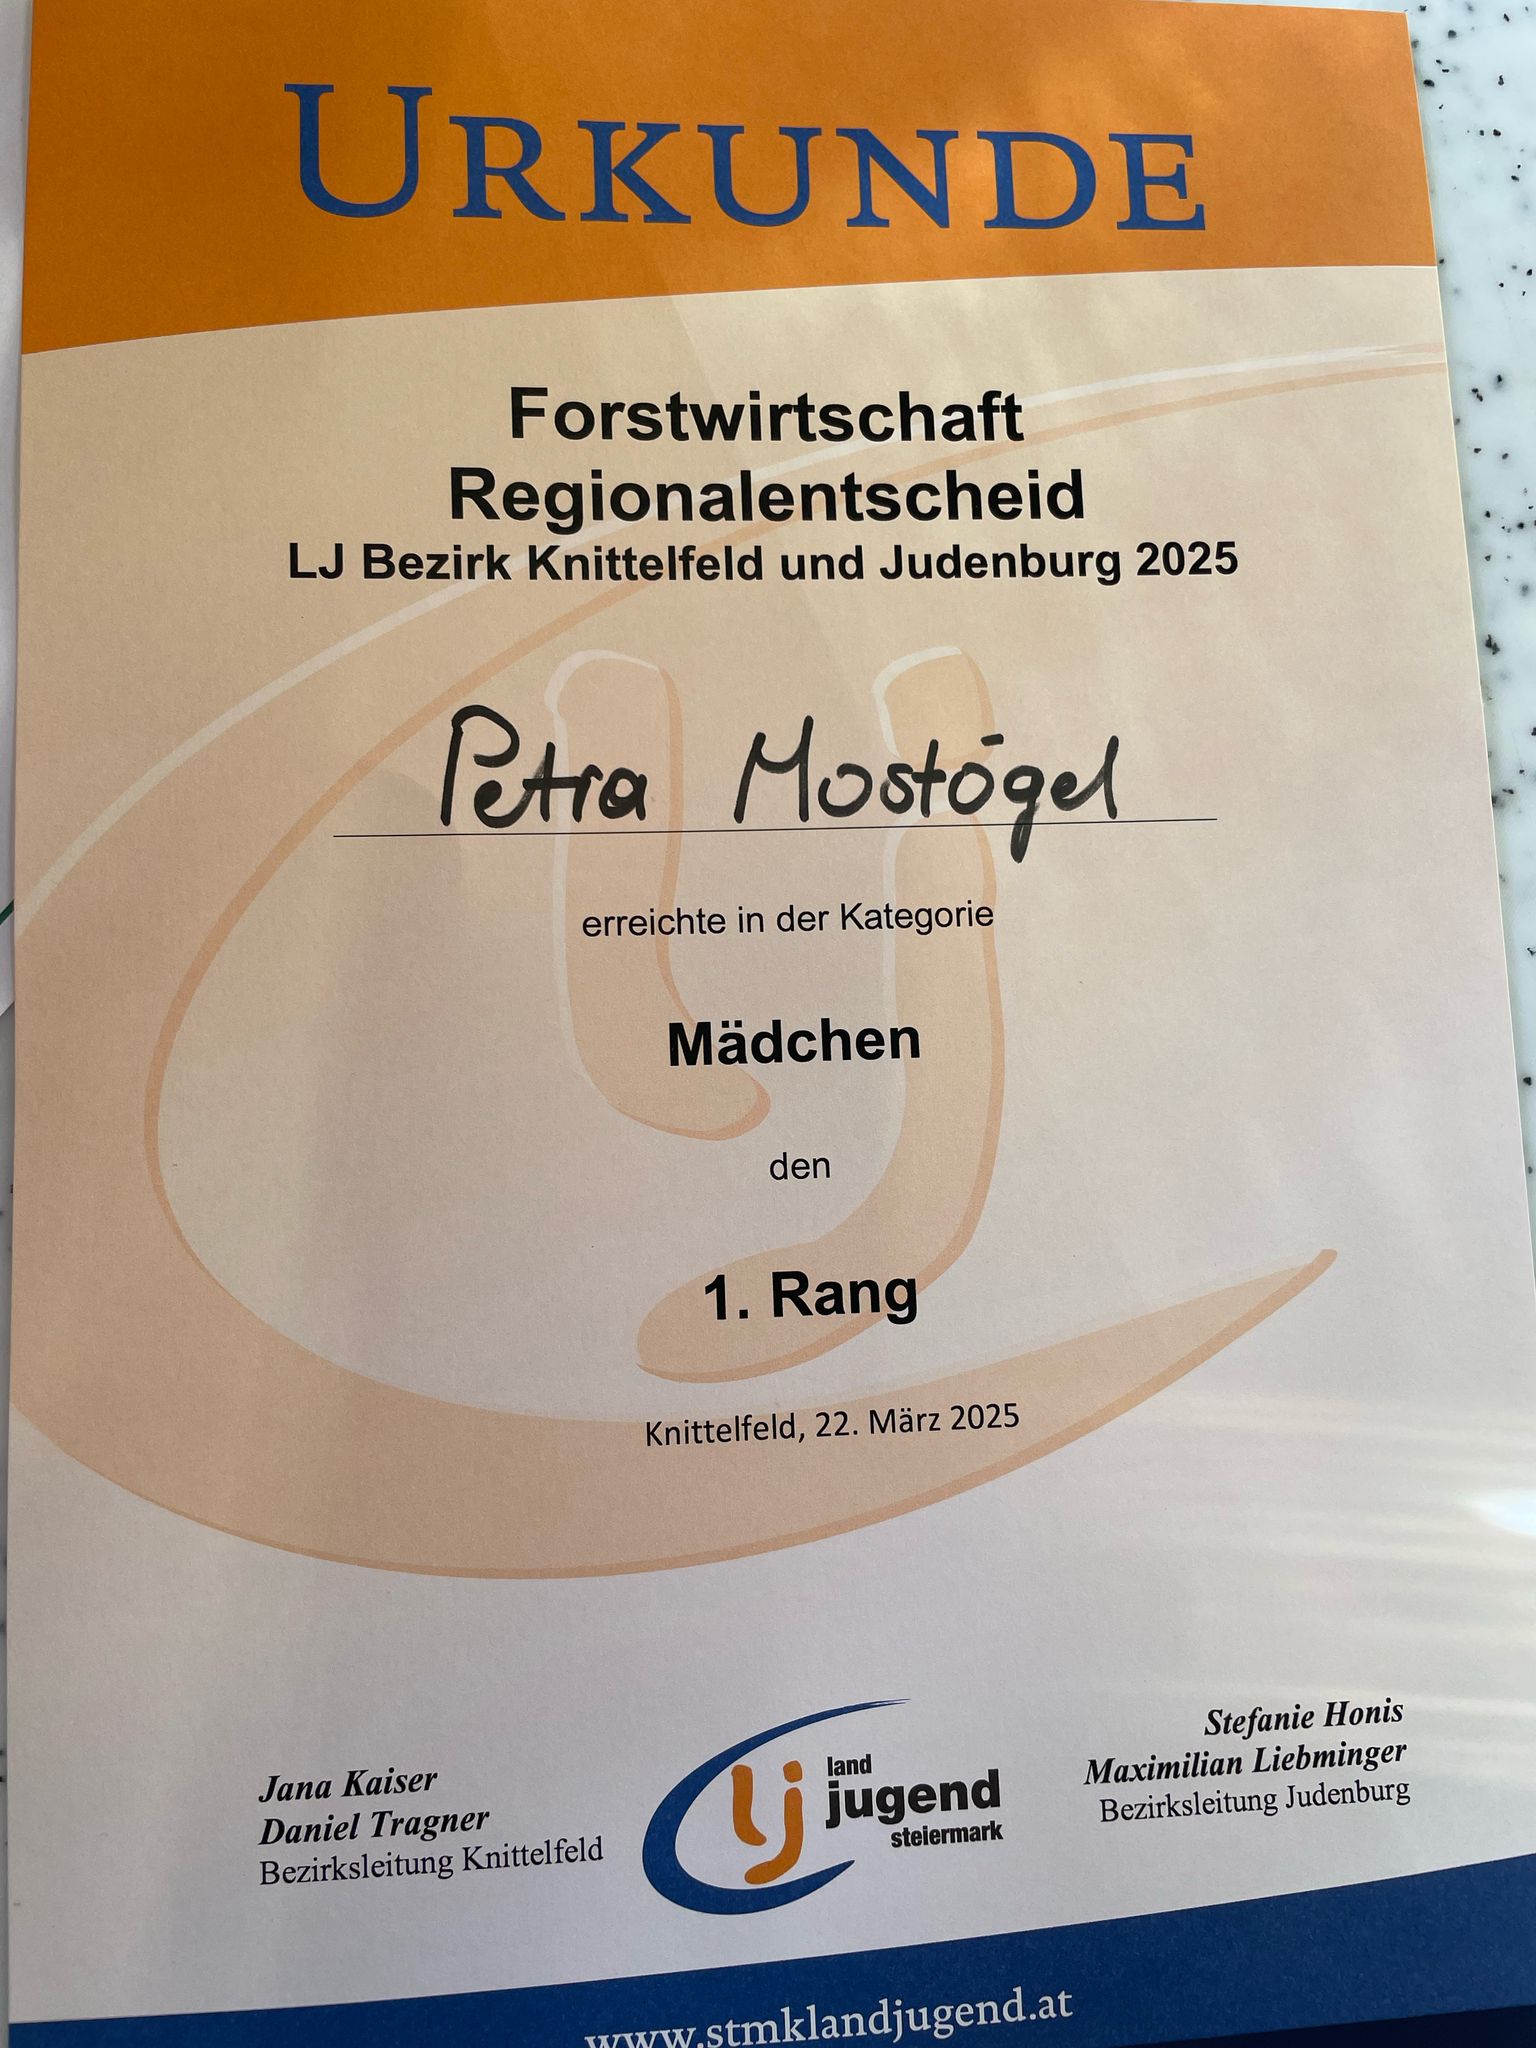 URKUNDE
Forstwirtschaft
Regionalentscheid
LJ Bezirk Knittelfeld und Judenburg 2025
Petra Mostögel
erreichte in der Kategorie
Mädchen
den
1. Rang
Knittelfeld, 22. März 2025
Jana Kaiser
Daniel Tragner
Bezirksleitung Knittelfeld
lj
land
jugend
steiermark
Stefanie Honis
Maximilian Liebminger
Bezirksleitung Judenburg
www.stmklandjugend.at